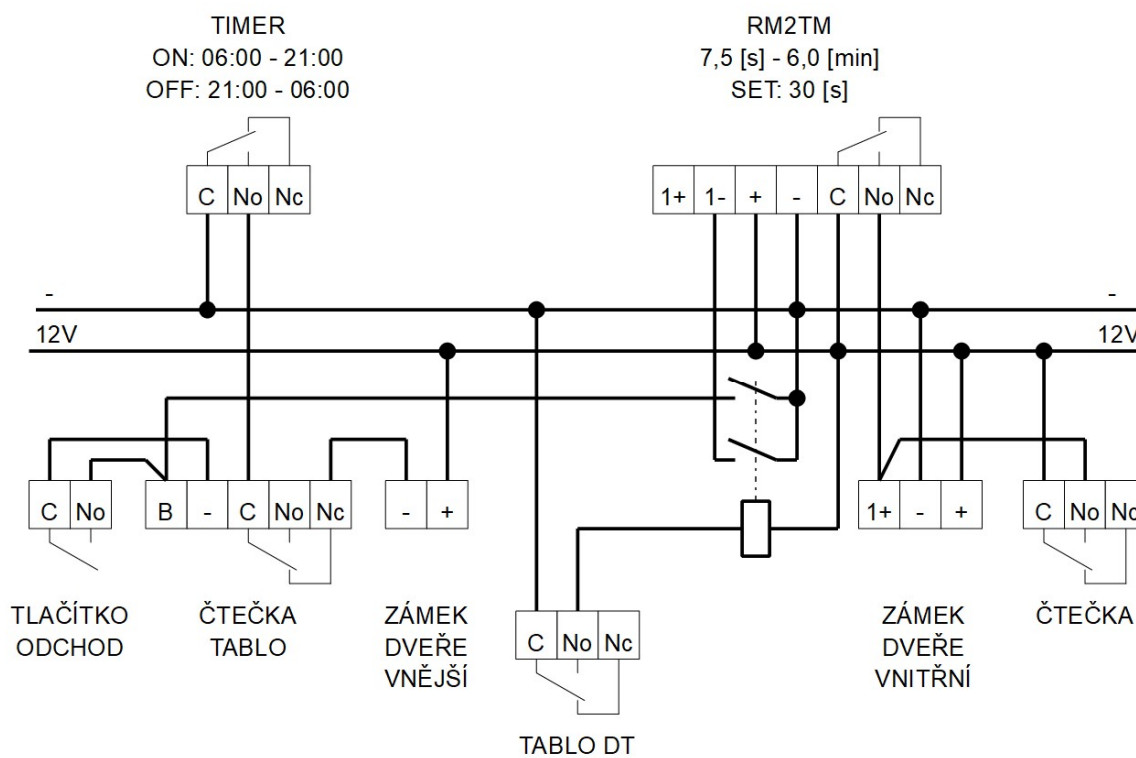 TIMER
ON: 06:00 - 21:00
OFF: 21:00 - 06:00
RM2TM
7,5 [s] - 6,0 [min]
SET: 30 [s]
C No Nc
1+ 1- + - C No Nc
- -
12V 12V
C No
B - C No Nc
- +
1+ - +
C No Nc
TLAČÍTKO
ODCHOD
ČTEČKA
TABLO
ZÁMEK
DVEŘE
VNĚJŠÍ
C No Nc
TABLO DT
ZÁMEK
DVEŘE
VNITŘNÍ
ČTEČKA